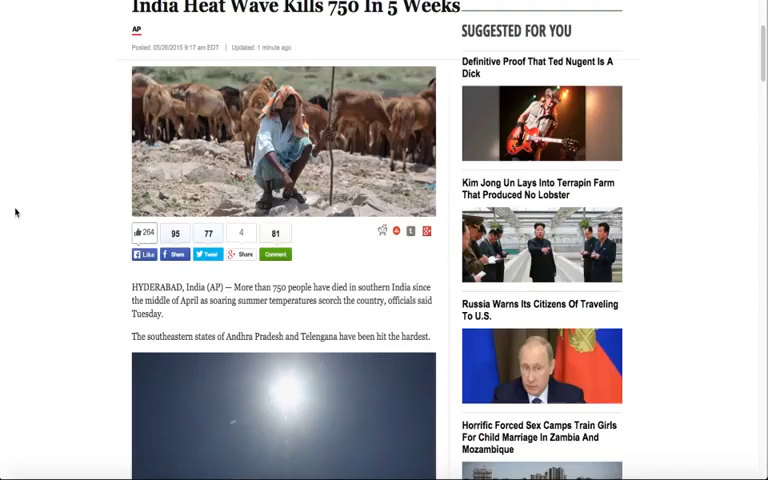 India Heat Wave Kills 750 In 5 Weeks
AP
Posted: 05/26/2015 9:17 am EDT | Updated: 1 minute ago
264
95
77
4
81
Like
Share
Tweet
Share
Comment
HYDERABAD, India (AP) — More than 750 people have died in southern India since
the middle of April as soaring summer temperatures scorch the country, officials said
Tuesday.
The southeastern states of Andhra Pradesh and Telengana have been hit the hardest.
SUGGESTED FOR YOU
Definitive Proof That Ted Nugent Is A
Dick
Kim Jong Un Lays Into Terrapin Farm
That Produced No Lobster
Russia Warns Its Citizens Of Traveling
To U.S.
Horrific Forced Sex Camps Train Girls
For Child Marriage In Zambia And
Mozambique